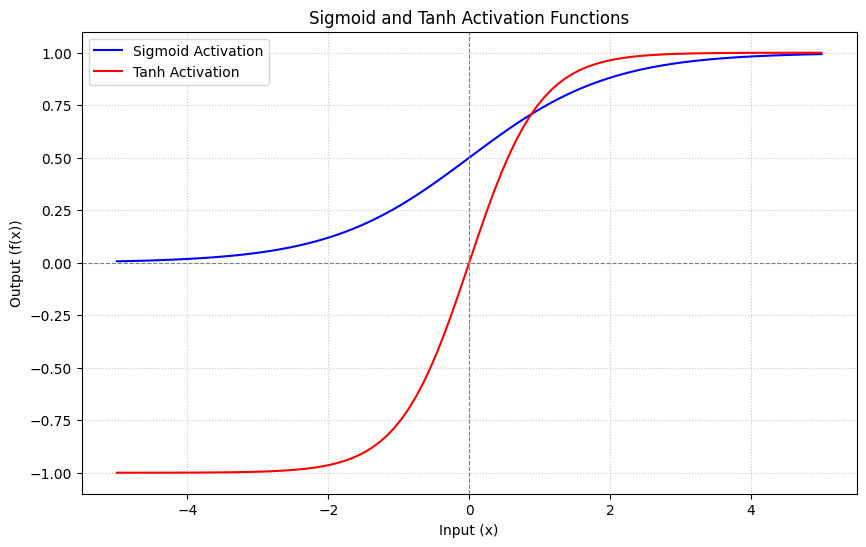 Sigmoid and Tanh Activation Functions
Sigmoid Activation
Tanh Activation
1.00
0.75
0.50
0.25
0.00
−0.25
−0.50
−0.75
−1.00
Output (f(x))
−4
−2
0
2
4
Input (x)